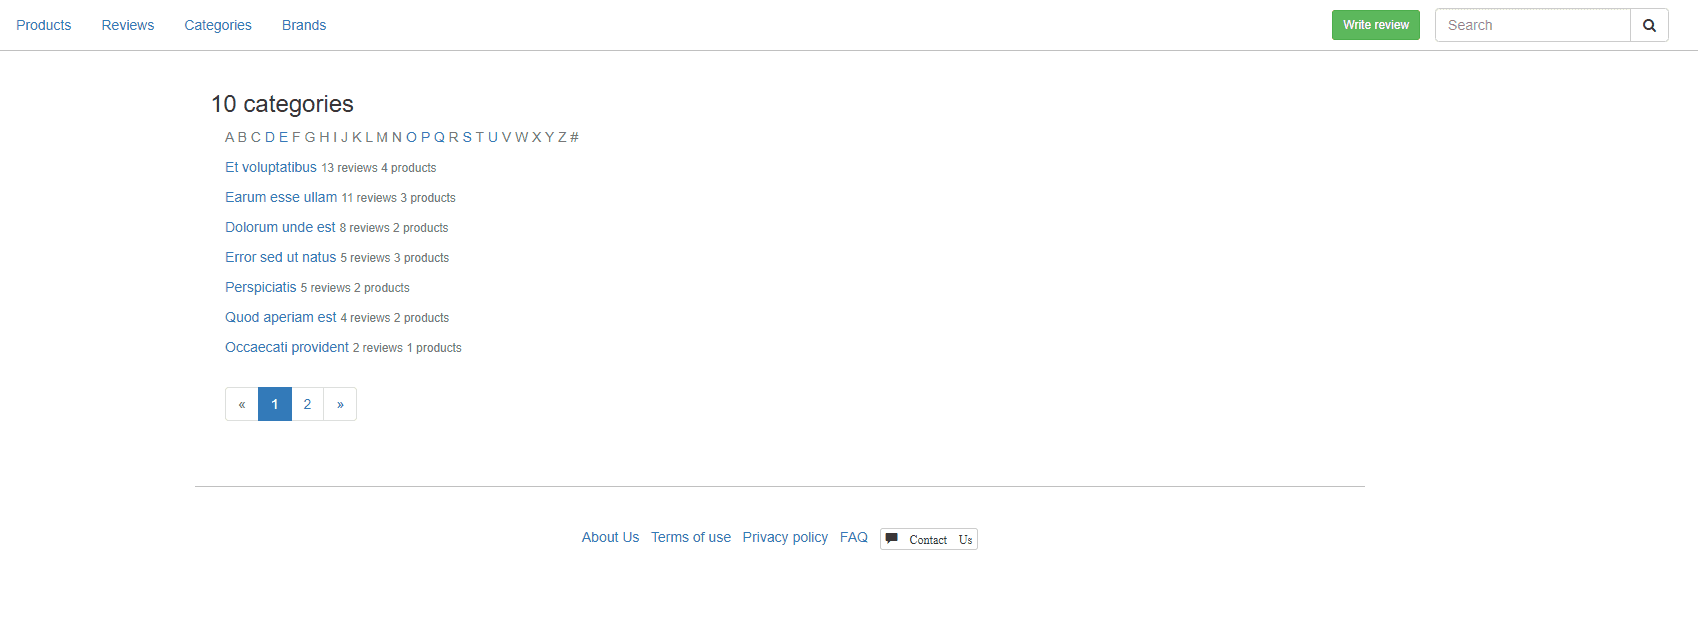 Products Reviews Categories Brands Write review Search
10 categories
A B C D E F G H I J K L M N O P Q R S T U V W X Y Z #
Et voluptatibus 13 reviews 4 products
Earum esse ullam 11 reviews 3 products
Dolorum unde est 8 reviews 2 products
Error sed ut natus 5 reviews 3 products
Perspiciatis 5 reviews 2 products
Quod aperiam est 4 reviews 2 products
Occaecati provident 2 reviews 1 products
« 1 2 »
About Us Terms of use Privacy policy FAQ Contact Us